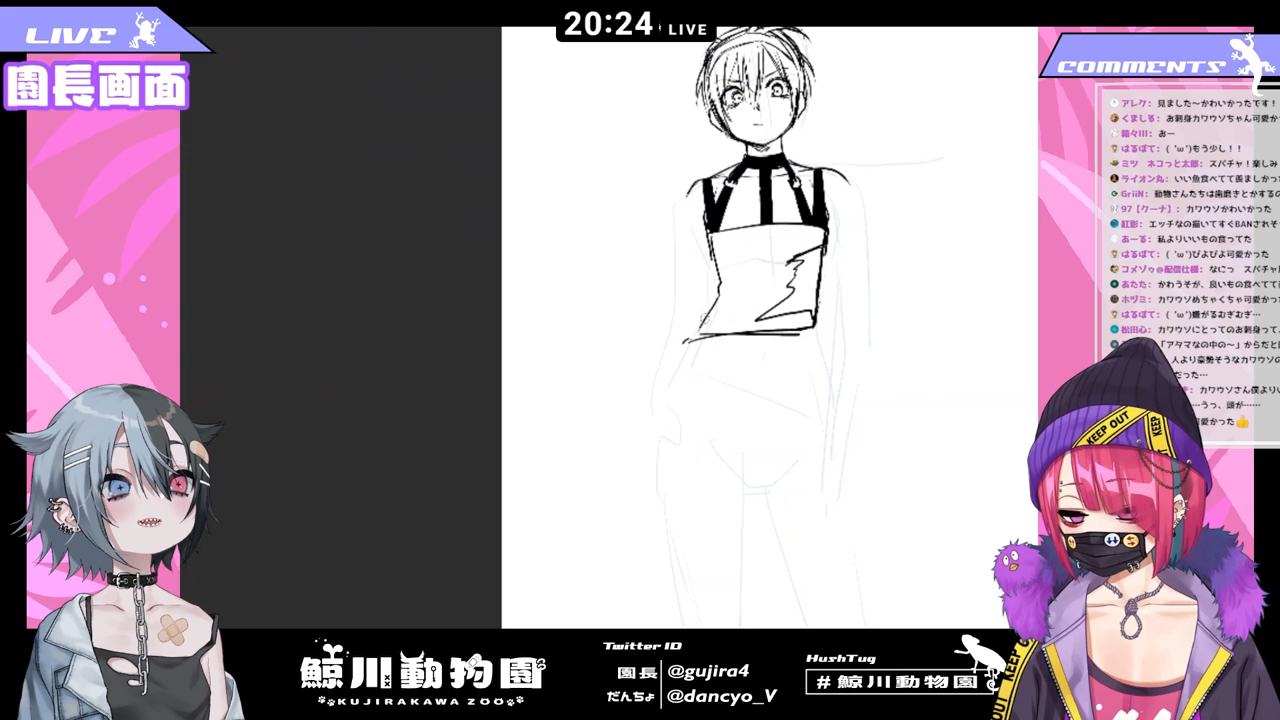 LIVE
20:24 LIVE
COMMENTS
園長画面
アレク: 見ました〜かわいかったです！
くましる: お刺身カワウソちゃん可愛か
おー
はるぽて: ( 'ω')もう少し！！
ミツ ネコっと太郎: スパチャ！楽しみ
ライオン丸: いい魚食べてて羨ましかっ
GriiN: 動物さんたちは歯磨きとかするの
97【クーナ】: カワウソかわいかった
紅影: エッチなの描いてすぐBANされそ
あーる: 私よりいいもの食ってた
はるぽて: ( 'ω')ぴよぴよ可愛かった
コメゾゥ@配信仕様: なにっ スパチャ
あたた: かわうそが、良いもの食べてて
ホヅミ: カワウソめちゃくちゃ可愛かっ
はるぽて: ( 'ω')嫌がるむぎむぎ…
松田心: カワウソにとってのお刺身って、
「アタマなの中の〜」からだと
人より豪勢そうなカワウソの
だった…
カワウソさん僕より
…うっ、頭が……
可愛かった👍
KEEP OUT
KEEP
KEEP
OUT
鯨川動物園
KUJIRAKAWA ZOO
Twitter ID
園長 @gujira4
だんちょ @dancyo_V
HushTug
#鯨川動物園